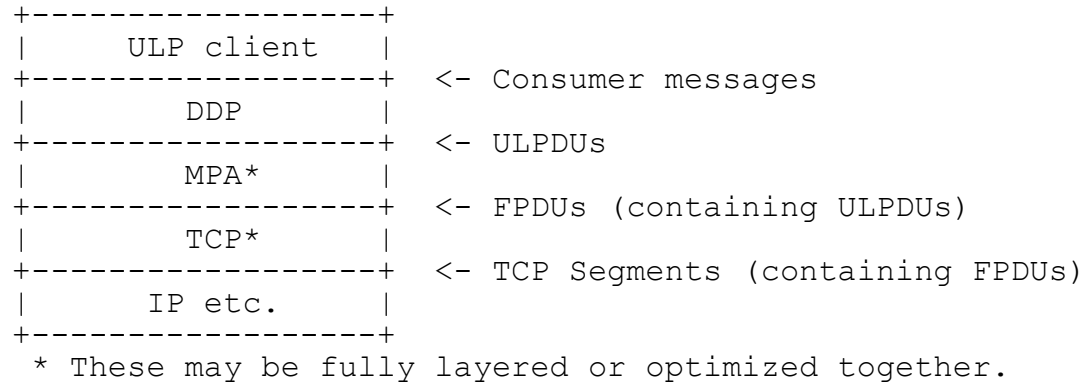 +------------------+
|     ULP client   |
+------------------+  <- Consumer messages
|        DDP       |
+------------------+  <- ULPDUs
|        MPA*      |
+------------------+  <- FPDUs (containing ULPDUs)
|        TCP*      |
+------------------+  <- TCP Segments (containing FPDUs)
|      IP etc.     |
+------------------+
 * These may be fully layered or optimized together.